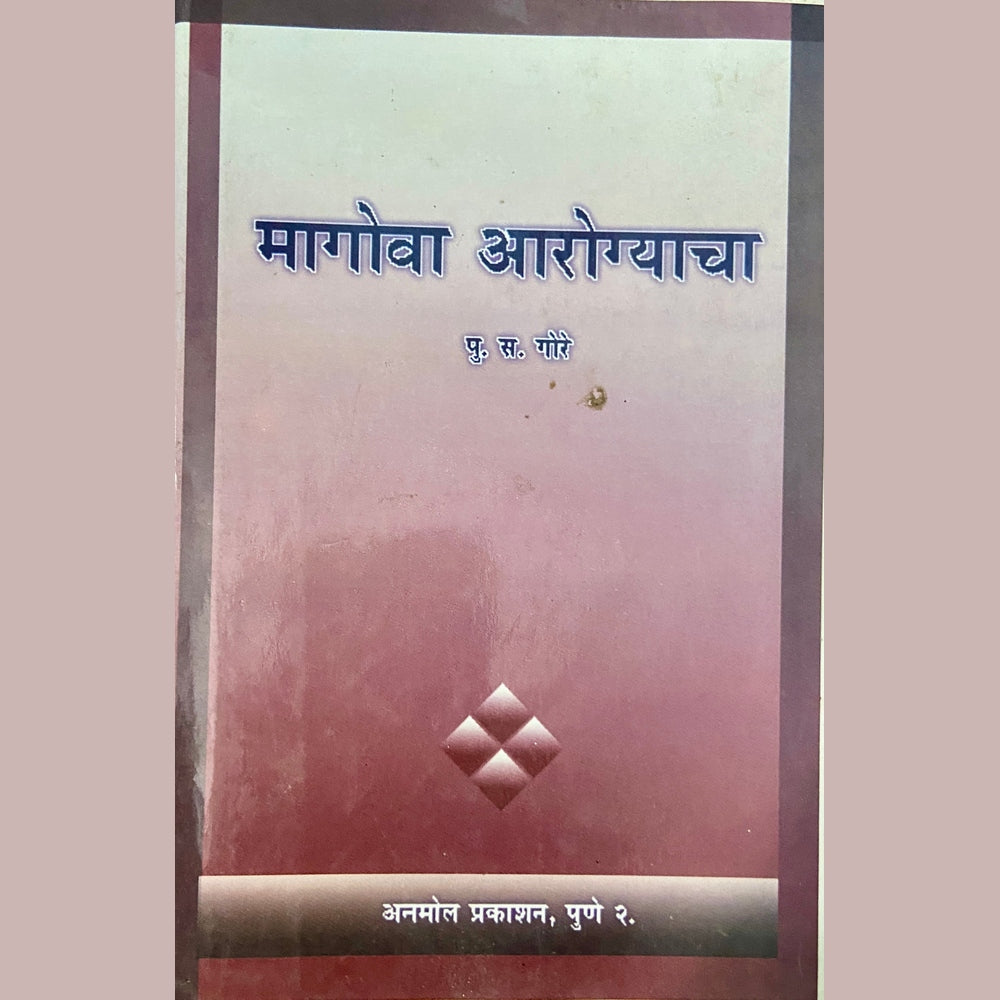 मागोवा आरोग्याचा
पु. स. गोरे
अनमोल प्रकाशन, पुणे २.